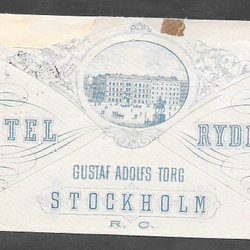 TEL RYD
GUSTAF ADOLFS TORG
STOCKHOLM
R. C.